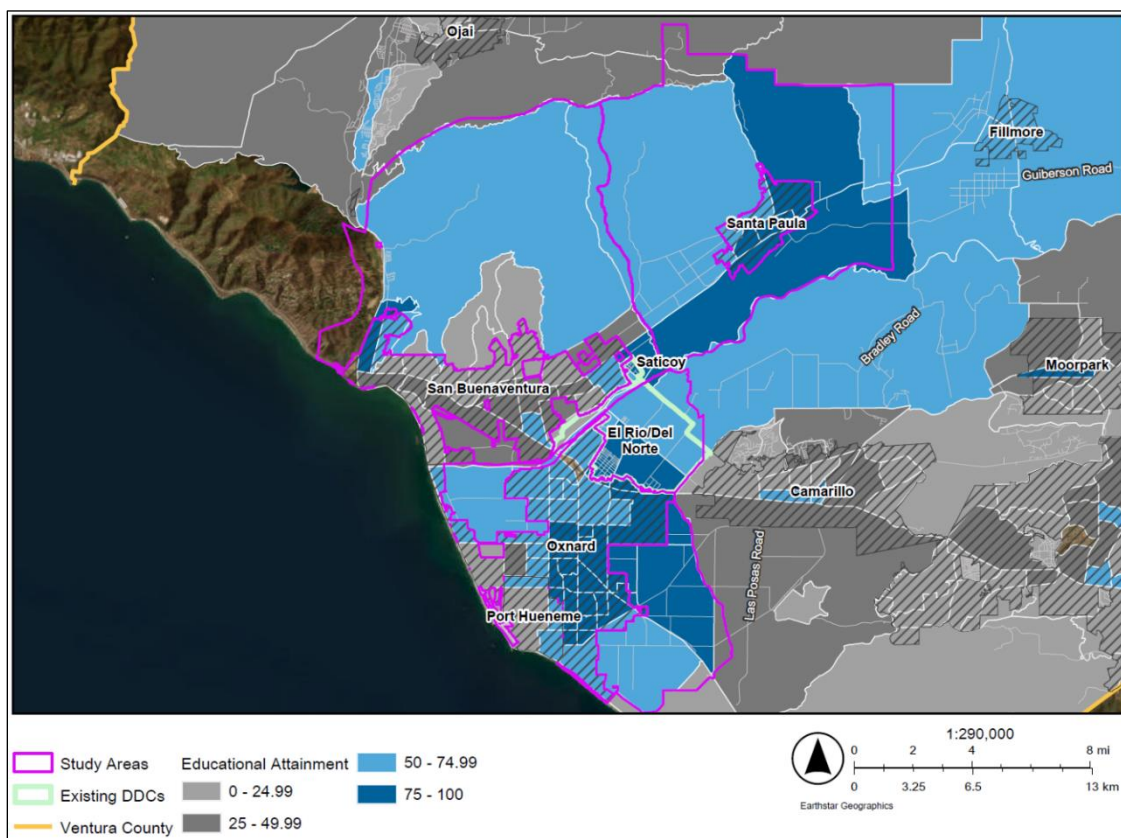 Ojai
Fillmore
Guiberson Road
Santa Paula
Bradley Road
Saticoy
Moorpark
San Buenaventura
El Rio/Del
Norte
Camarillo
Oxnard
Las Posas Road
Port Hueneme
Study Areas
Existing DDCs
Ventura County
Educational Attainment
0 - 24.99
25 - 49.99
50 - 74.99
75 - 100
1:290,000
0 2 4 8 mi
0 3.25 6.5 13 km
Earthstar Geographics